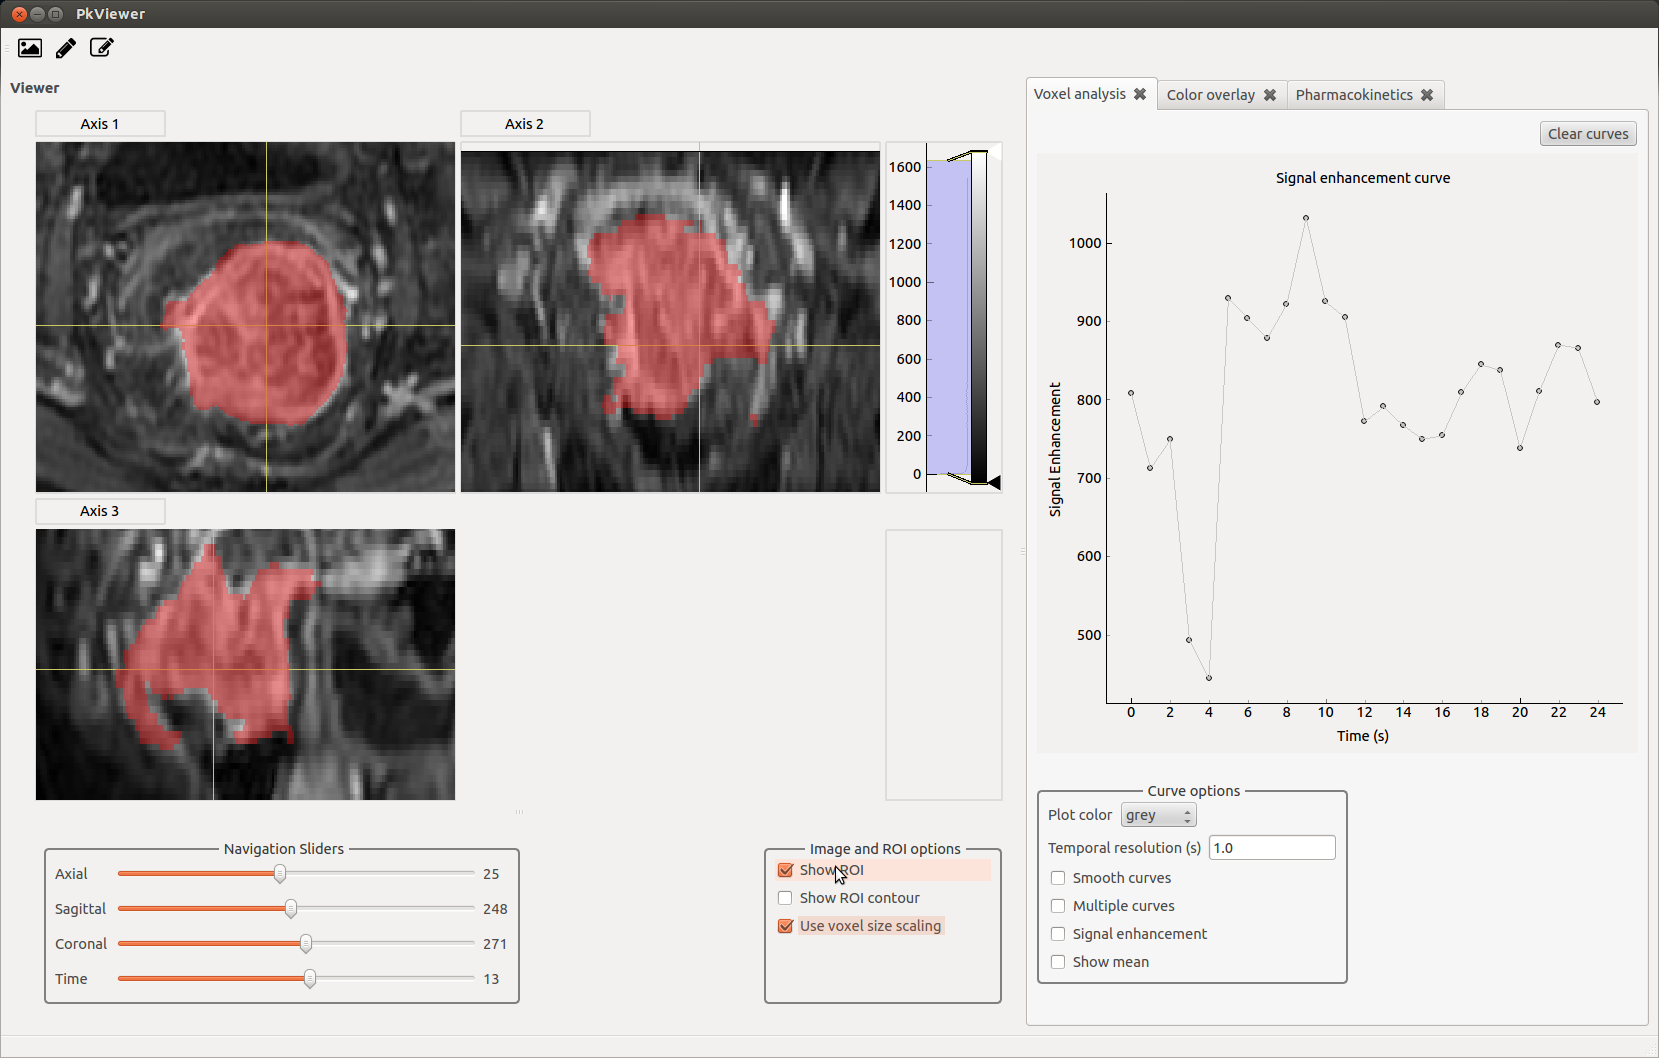 PkViewer
Viewer
Axis 1
Axis 2
1600
1400
1200
1000
800
600
400
200
0
Axis 3
Navigation Sliders
Axial 25
Sagittal 248
Coronal 271
Time 13
Image and ROI options
Show ROI
Show ROI contour
Use voxel size scaling
Voxel analysis Color overlay Pharmacokinetics
Clear curves
Signal enhancement curve
Signal Enhancement
1000
900
800
700
600
500
0 2 4 6 8 10 12 14 16 18 20 22 24
Time (s)
Curve options
Plot color grey
Temporal resolution (s) 1.0
Smooth curves
Multiple curves
Signal enhancement
Show mean